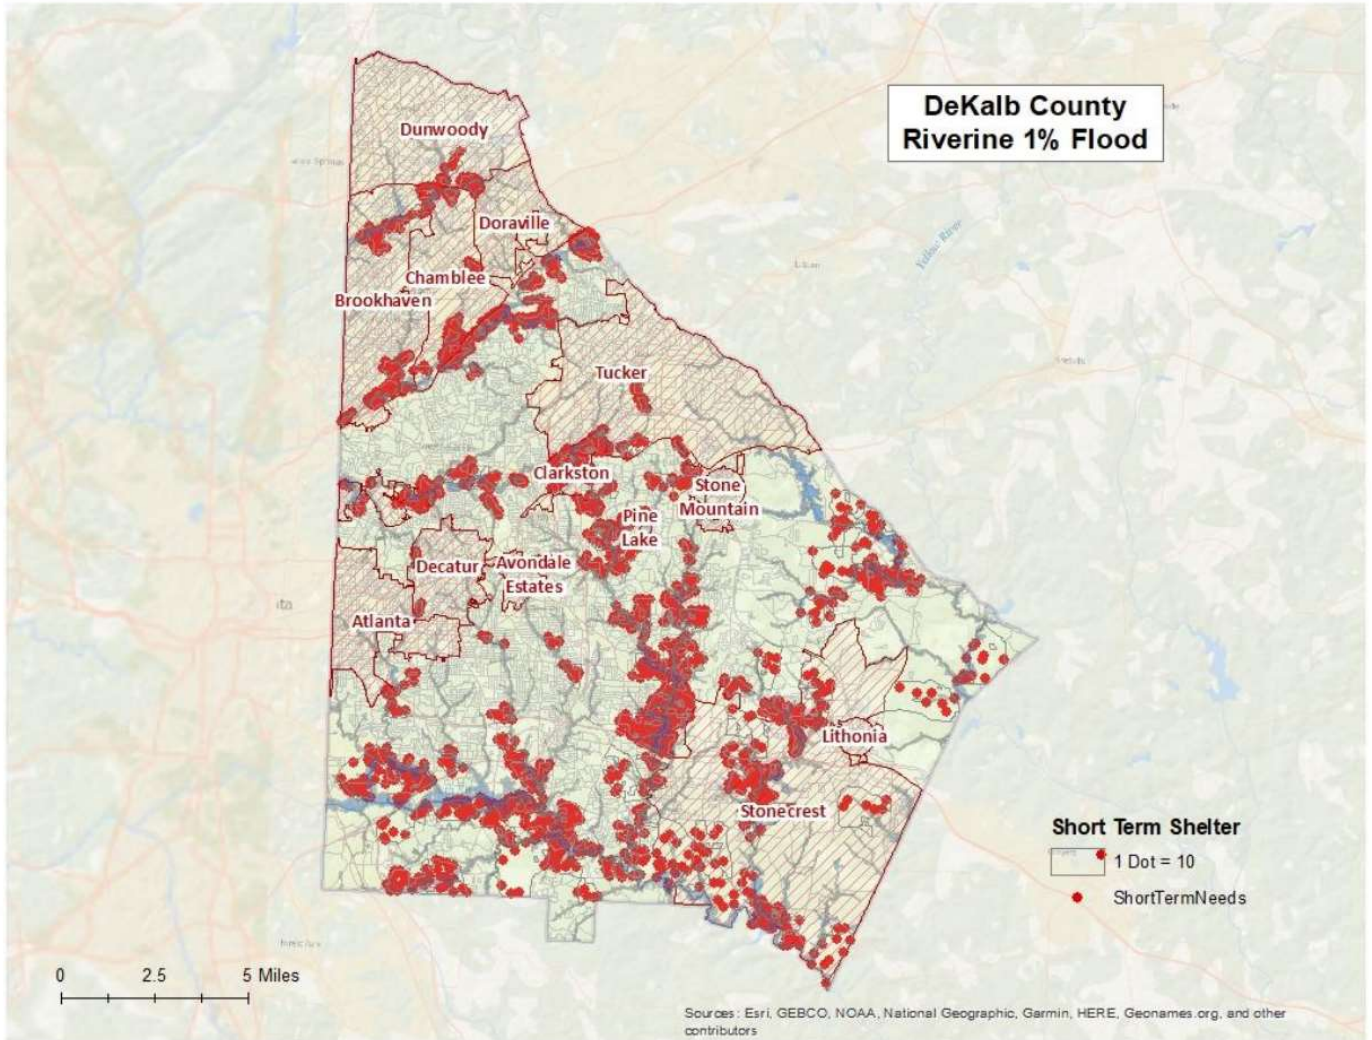 DeKalb County
Riverine 1% Flood
Dunwoody
Doraville
Chamblee
Brookhaven
Yellow River
Tucker
Clarkston
Stone
Mountain
Pine
Lake
Decatur
Avondale
Estates
Atlanta
Lithonia
Stonecrest
Short Term Shelter
1 Dot = 10
ShortTermNeeds
0 2.5 5 Miles
Sources: Esri, GEBCO, NOAA, National Geographic, Garmin, HERE, Geonames.org, and other
contributors